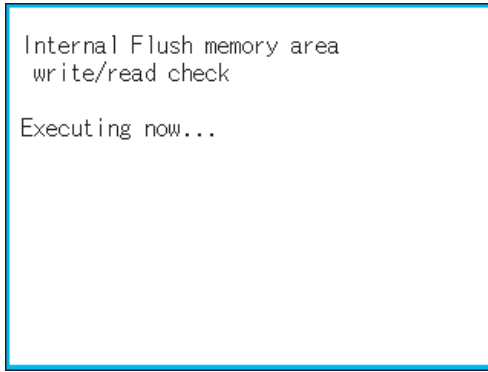 Internal Flush memory area
write/read check
Executing now...